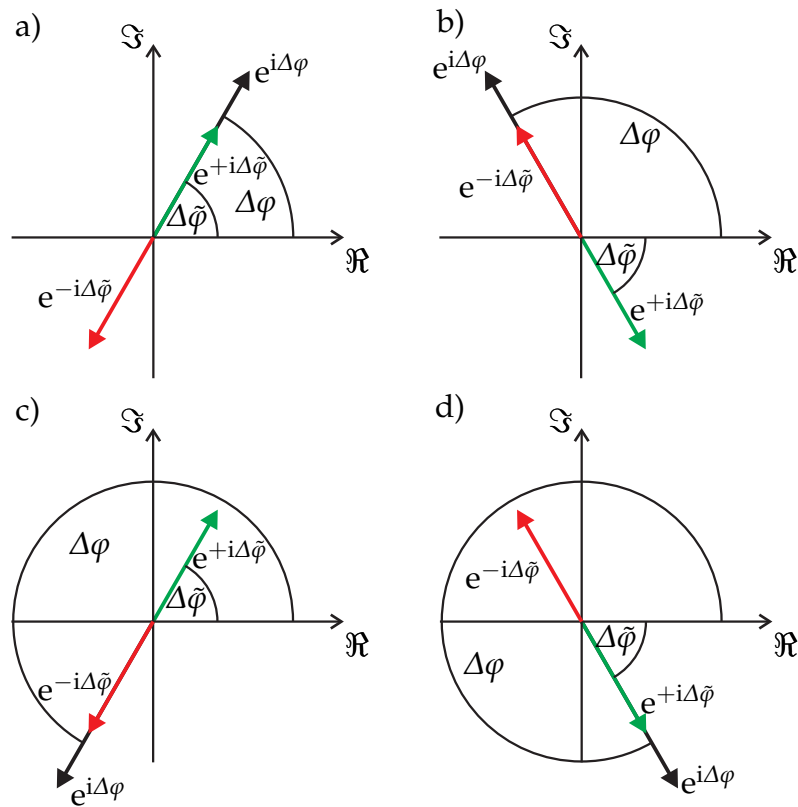 a)
ℑ
e^{iΔφ}
e^{+iΔφ̃}
Δφ̃
Δφ
ℜ
e^{−iΔφ̃}
b)
ℑ
e^{iΔφ}
Δφ
e^{−iΔφ̃}
Δφ̃
ℜ
e^{+iΔφ̃}
c)
ℑ
Δφ
e^{+iΔφ̃}
Δφ̃
ℜ
e^{−iΔφ̃}
e^{iΔφ}
d)
ℑ
e^{−iΔφ̃}
Δφ̃
ℜ
Δφ
e^{+iΔφ̃}
e^{iΔφ}